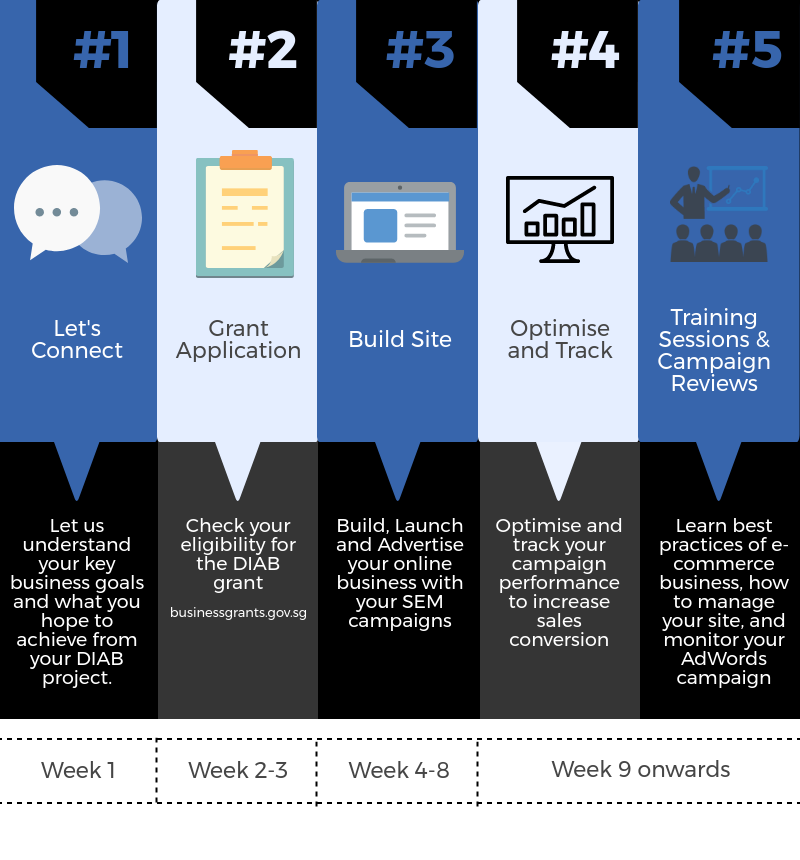 #1
Let's
Connect
Let us
understand
your key
business goals
and what you
hope to
achieve from
your DIAB
project.
Week 1
#2
Grant
Application
Check your
eligibility for
the DIAB
grant
businessgrants.gov.sg
Week 2-3
#3
Build Site
Build, Launch
and Advertise
your online
business with
your SEM
campaigns
Week 4-8
#4
Optimise
and Track
Optimise and
track your
campaign
performance
to increase
sales
conversion
#5
Training
Sessions &
Campaign
Reviews
Learn best
practices of e-
commerce
business, how
to manage
your site, and
monitor your
AdWords
campaign
Week 9 onwards